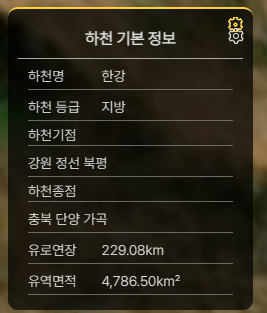 하천 기본 정보
하천명 한강
하천 등급 지방
하천기점
강원 정선 북평
하천종점
충북 단양 가곡
유로연장 229.08km
유역면적 4,786.50km²